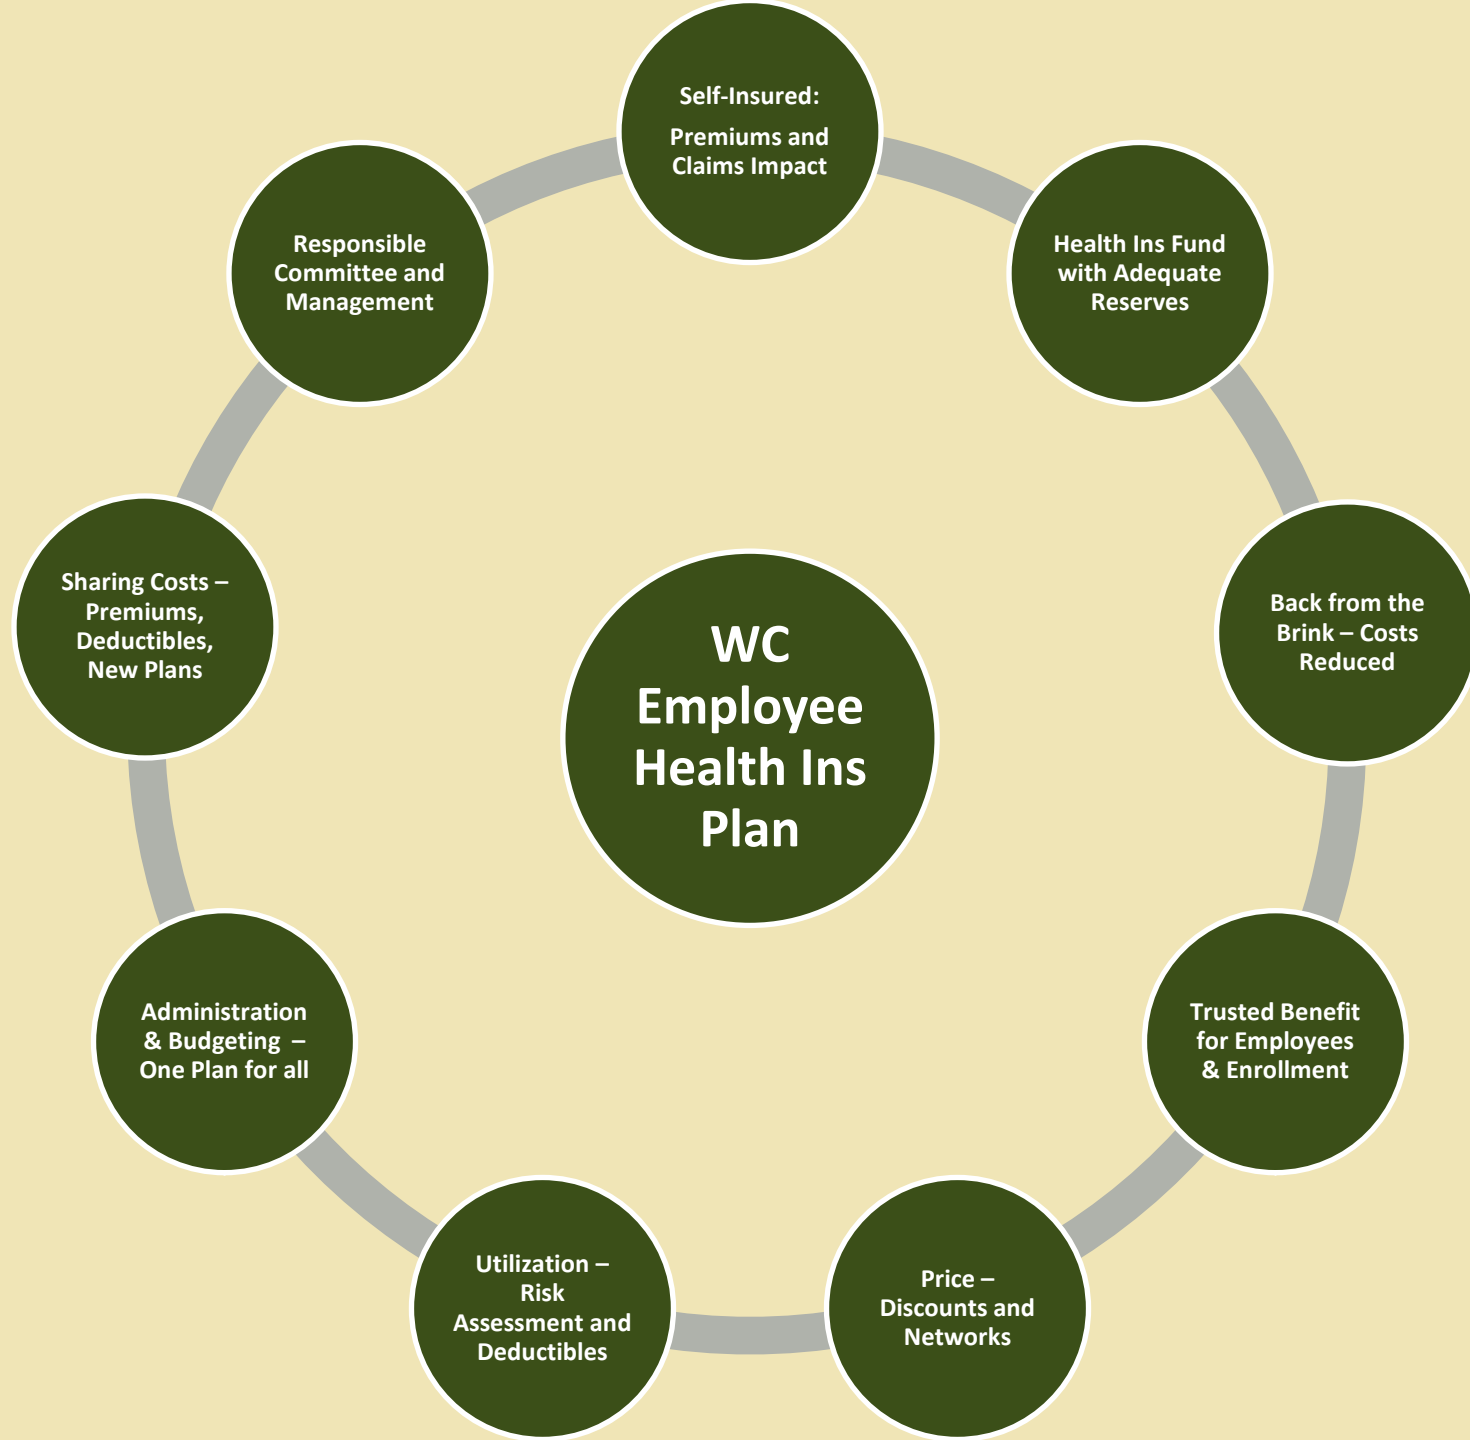 Self-Insured:
Premiums and
Claims Impact
Health Ins Fund
with Adequate
Reserves
Back from the
Brink – Costs
Reduced
Trusted Benefit
for Employees
& Enrollment
Price –
Discounts and
Networks
Utilization –
Risk
Assessment and
Deductibles
Administration
& Budgeting –
One Plan for all
Sharing Costs –
Premiums,
Deductibles,
New Plans
Responsible
Committee and
Management
WC
Employee
Health Ins
Plan